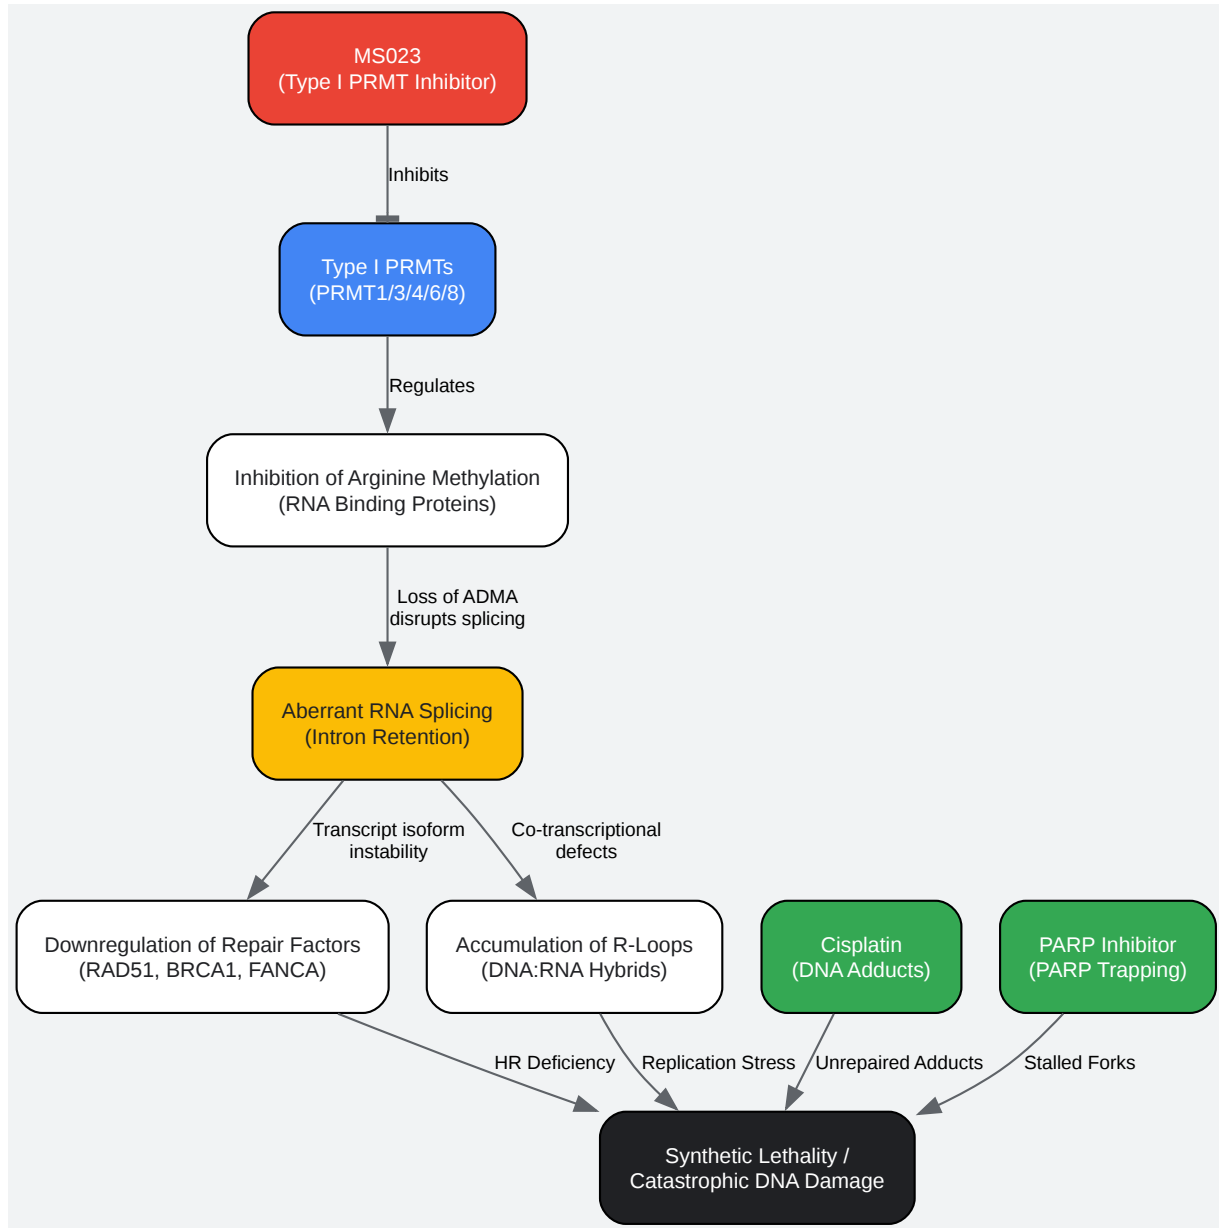 MS023
(Type I PRMT Inhibitor)
Inhibits
Type I PRMTs
(PRMT1/3/4/6/8)
Regulates
Inhibition of Arginine Methylation
(RNA Binding Proteins)
Loss of ADMA
disrupts splicing
Aberrant RNA Splicing
(Intron Retention)
Transcript isoform
instability
Co-transcriptional
defects
Downregulation of Repair Factors
(RAD51, BRCA1, FANCA)
Accumulation of R-Loops
(DNA:RNA Hybrids)
Cisplatin
(DNA Adducts)
PARP Inhibitor
(PARP Trapping)
HR Deficiency
Replication Stress
Unrepaired Adducts
Stalled Forks
Synthetic Lethality /
Catastrophic DNA Damage